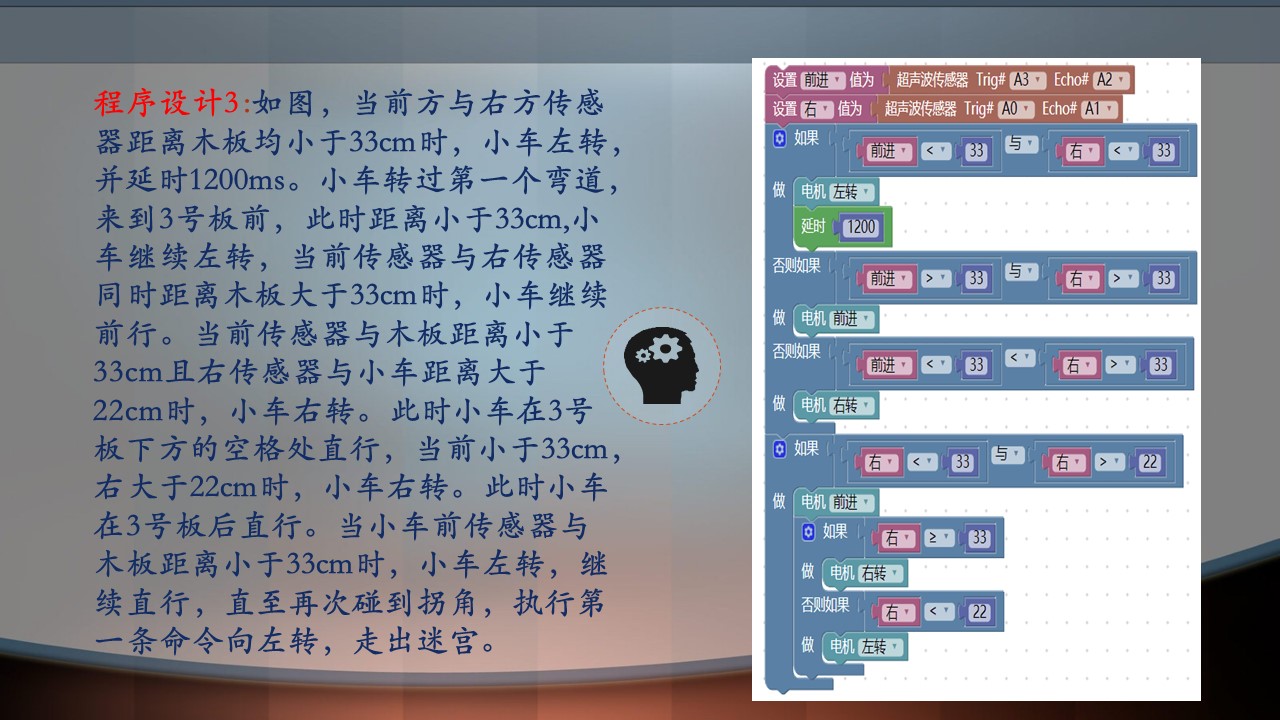 程序设计3:如图，当前方与右方传感
器距离木板均小于33cm时，小车左转，
并延时1200ms。小车转过第一个弯道，
来到3号板前，此时距离小于33cm,小
车继续左转，当前传感器与右传感器
同时距离木板大于33cm时，小车继续
前行。当前传感器与木板距离小于
33cm且右传感器与小车距离大于
22cm时，小车右转。此时小车在3号
板下方的空格处直行，当前小于33cm，
右大于22cm时，小车右转。此时小车
在3号板后直行。当小车前传感器与
木板距离小于33cm时，小车左转，继
续直行，直至再次碰到拐角，执行第
一条命令向左转，走出迷宫。
设置 前进 值为 超声波传感器 Trig# A3 Echo# A2
设置 右 值为 超声波传感器 Trig# A0 Echo# A1
如果 前进 < 33 与 右 < 33
做 电机 左转
延时 1200
否则如果 前进 > 33 与 右 > 33
做 电机 前进
否则如果 前进 < 33 < 右 > 33
做 电机 右转
如果 右 < 33 与 右 > 22
做 电机 前进
如果 右 ≥ 33
做 电机 右转
否则如果 右 < 22
做 电机 左转